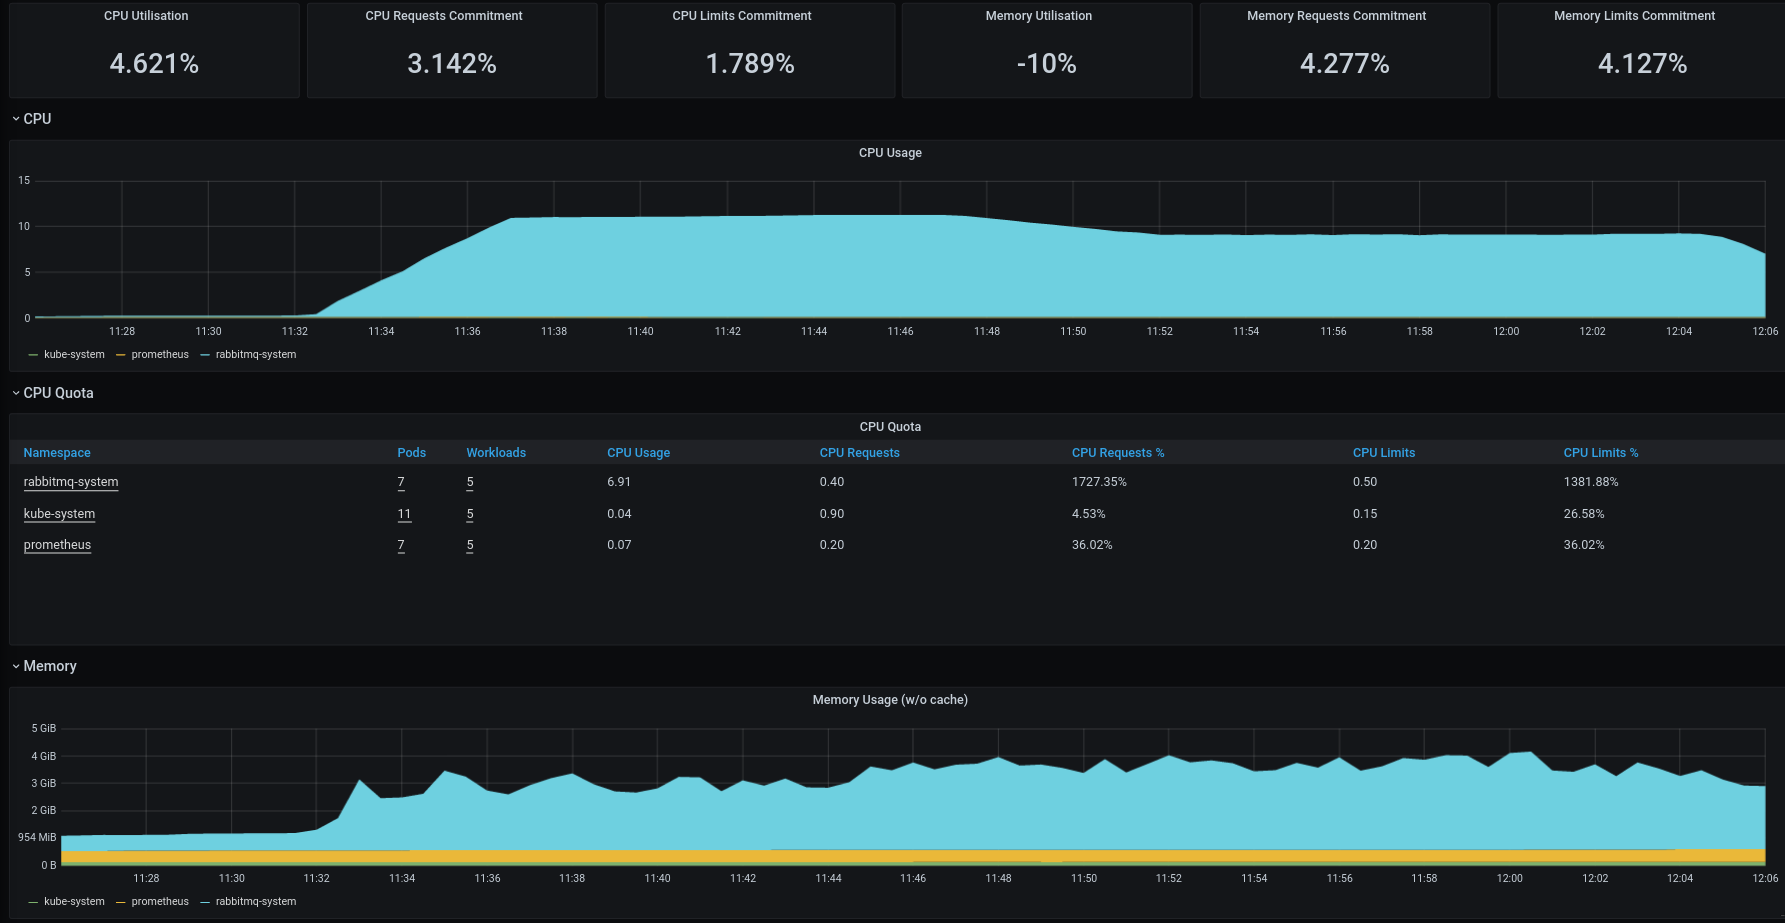 CPU Utilisation CPU Requests Commitment CPU Limits Commitment Memory Utilisation Memory Requests Commitment Memory Limits Commitment
4.621% 3.142% 1.789% -10% 4.277% 4.127%
CPU
CPU Usage
15
10
5
0
11:28 11:30 11:32 11:34 11:36 11:38 11:40 11:42 11:44 11:46 11:48 11:50 11:52 11:54 11:56 11:58 12:00 12:02 12:04 12:06
kube-system prometheus rabbitmq-system
CPU Quota
CPU Quota
Namespace Pods Workloads CPU Usage CPU Requests CPU Requests % CPU Limits CPU Limits %
rabbitmq-system 7 5 6.91 0.40 1727.35% 0.50 1381.88%
kube-system 11 5 0.04 0.90 4.53% 0.15 26.58%
prometheus 7 5 0.07 0.20 36.02% 0.20 36.02%
Memory
Memory Usage (w/o cache)
5 GiB
4 GiB
3 GiB
2 GiB
954 MiB
0 B
11:28 11:30 11:32 11:34 11:36 11:38 11:40 11:42 11:44 11:46 11:48 11:50 11:52 11:54 11:56 11:58 12:00 12:02 12:04 12:06
kube-system prometheus rabbitmq-system